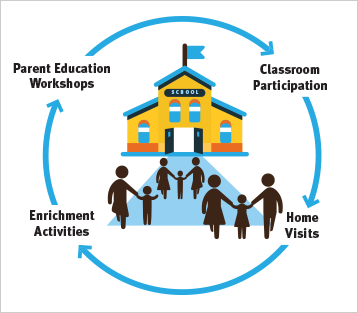 Parent Education
Workshops
Classroom
Participation
SCHOOL
Enrichment
Activities
Home
Visits